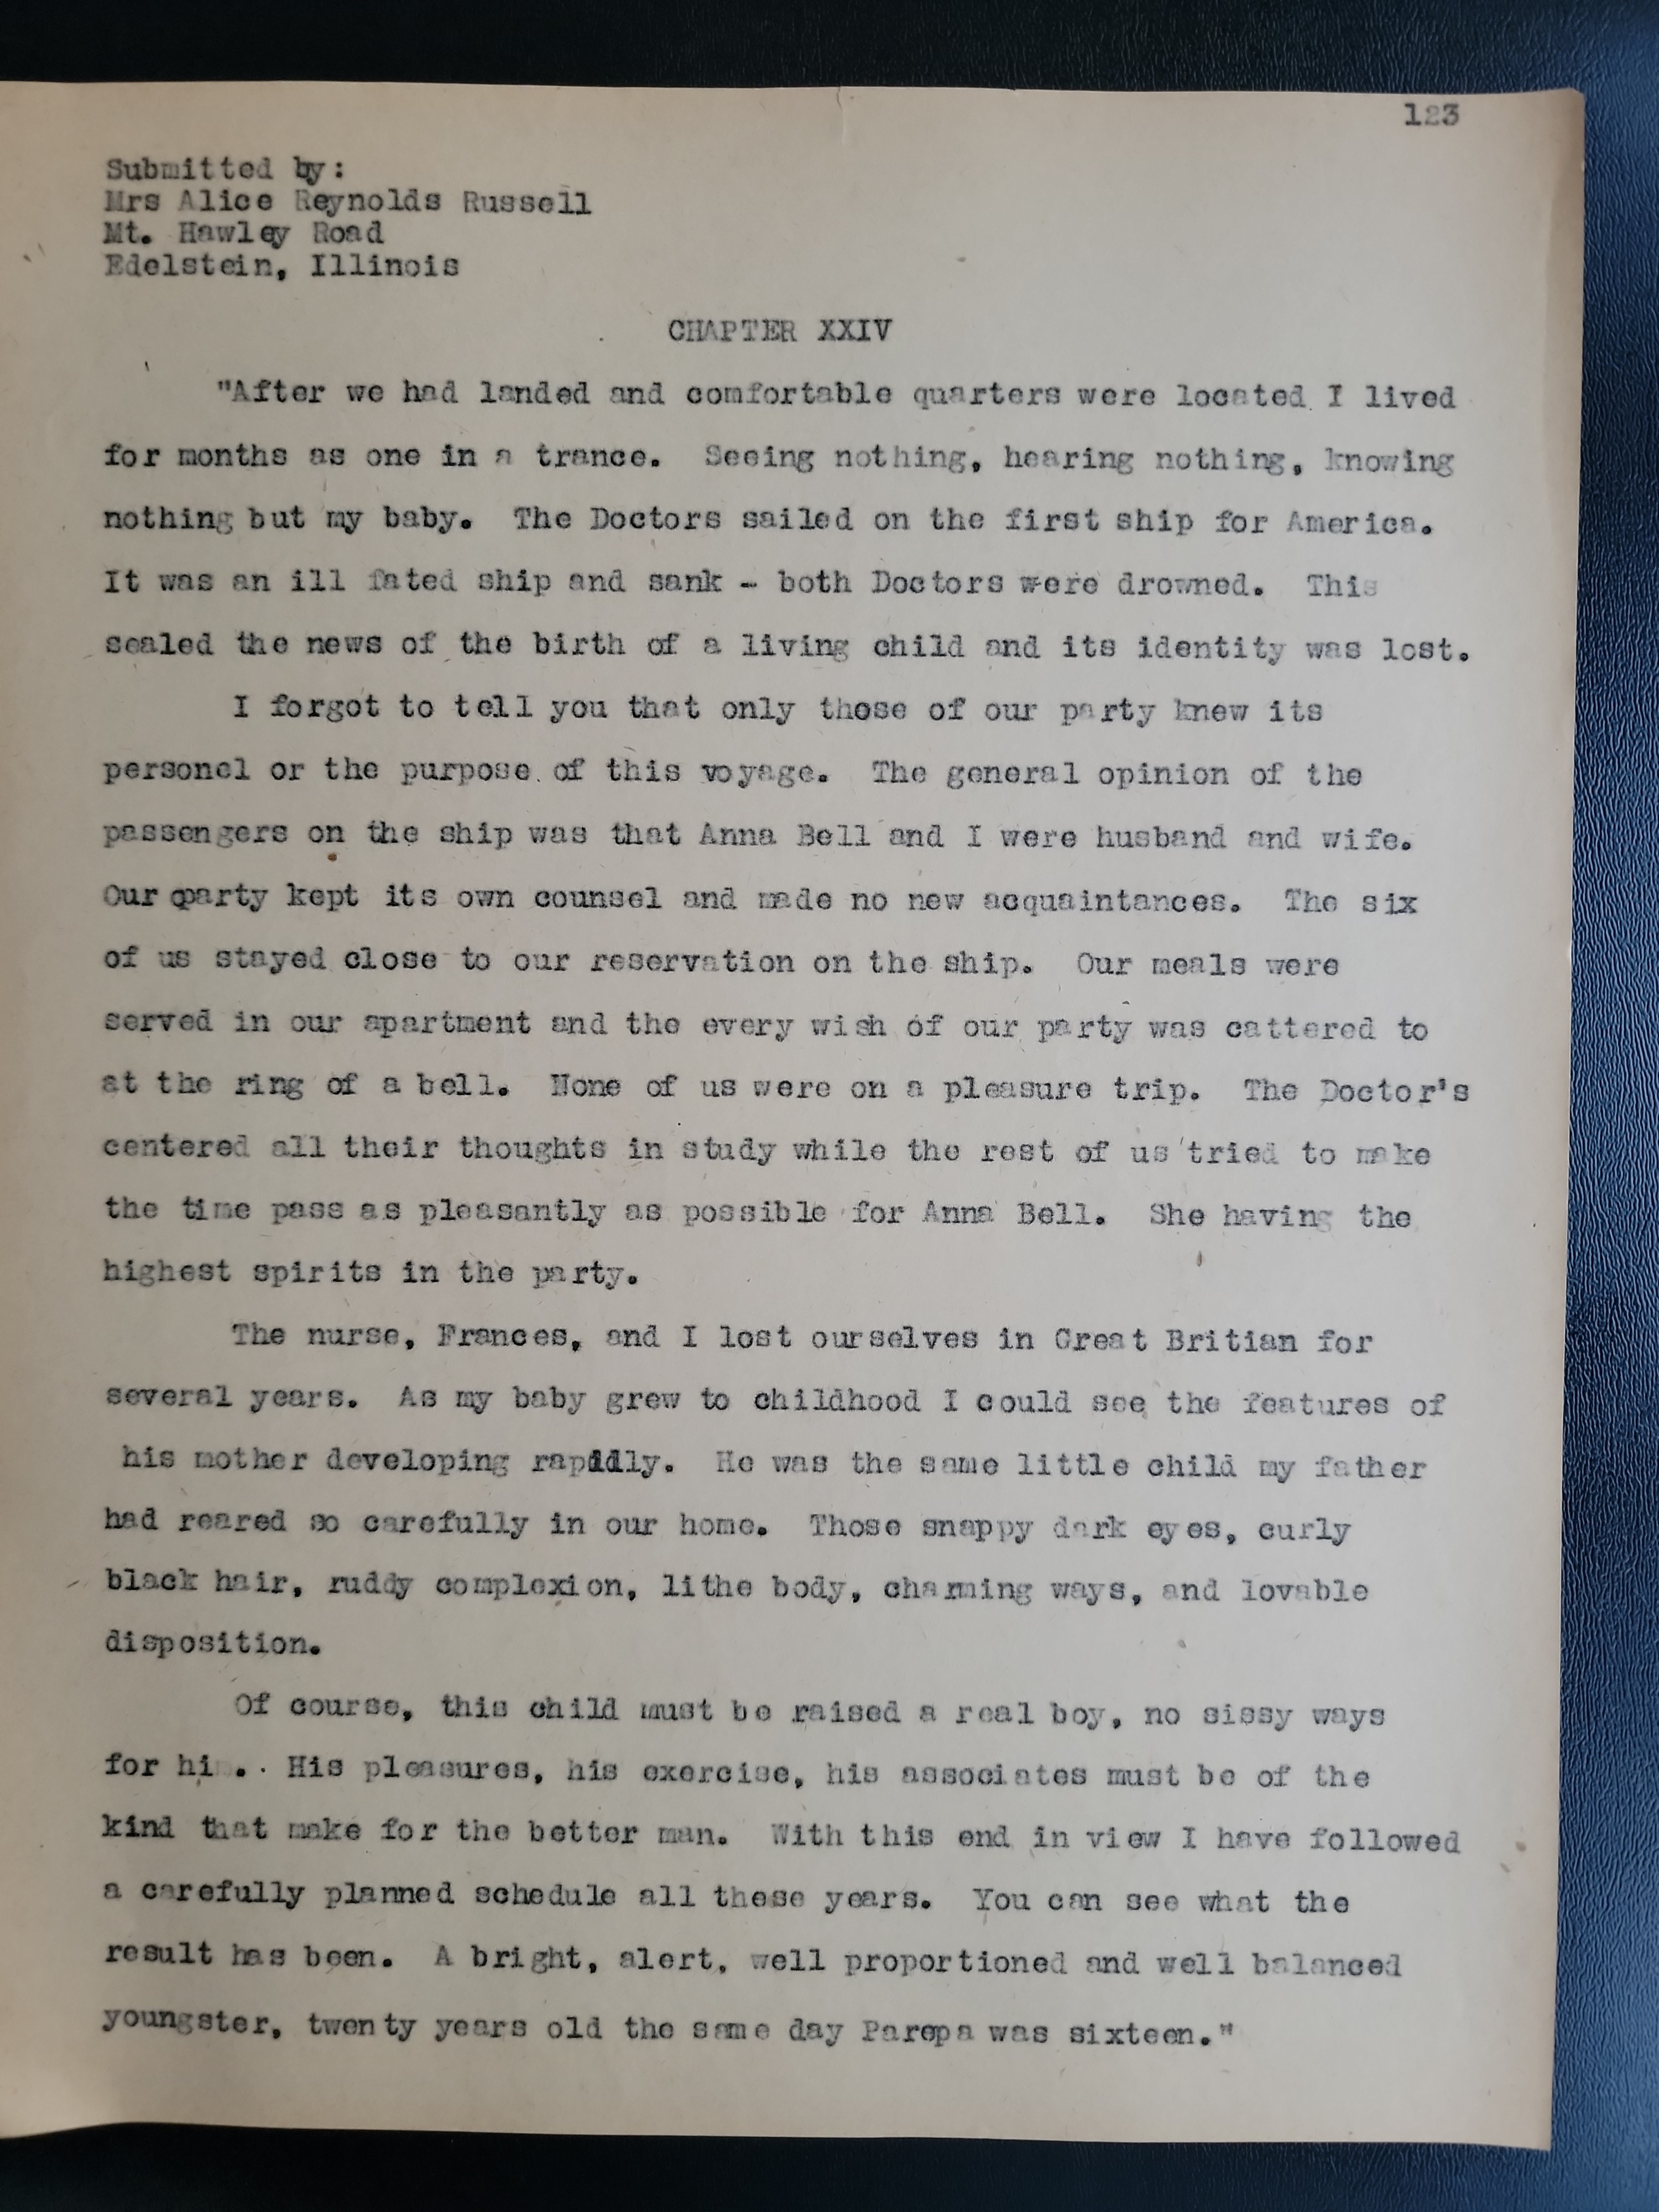 123
Submitted by:
Mrs Alice Reynolds Russell
Mt. Hawley Road
Edelstein, Illinois
CHAPTER XXIV
"After we had landed and comfortable quarters were located I lived
for months as one in a trance. Seeing nothing, hearing nothing, knowing
nothing but my baby. The Doctors sailed on the first ship for America.
It was an ill fated ship and sank - both Doctors were drowned. This
sealed the news of the birth of a living child and its identity was lost.
I forgot to tell you that only those of our party knew its
personel or the purpose of this voyage. The general opinion of the
passengers on the ship was that Anna Bell and I were husband and wife.
Our party kept its own counsel and made no new acquaintances. The six
of us stayed close to our reservation on the ship. Our meals were
served in our apartment and the every wish of our party was cattered to
at the ring of a bell. None of us were on a pleasure trip. The Doctor's
centered all their thoughts in study while the rest of us tried to make
the time pass as pleasantly as possible for Anna Bell. She having the
highest spirits in the party.
The nurse, Frances, and I lost ourselves in Great Britian for
several years. As my baby grew to childhood I could see the features of
his mother developing rapidly. He was the same little child my father
had reared so carefully in our home. Those snappy dark eyes, curly
black hair, ruddy complexion, lithe body, charming ways, and lovable
disposition.
Of course, this child must be raised a real boy, no sissy ways
for him. His pleasures, his exercise, his associates must be of the
kind that make for the better man. With this end in view I have followed
a carefully planned schedule all these years. You can see what the
result has been. A bright, alert, well proportioned and well balanced
youngster, twenty years old the same day Parepa was sixteen."